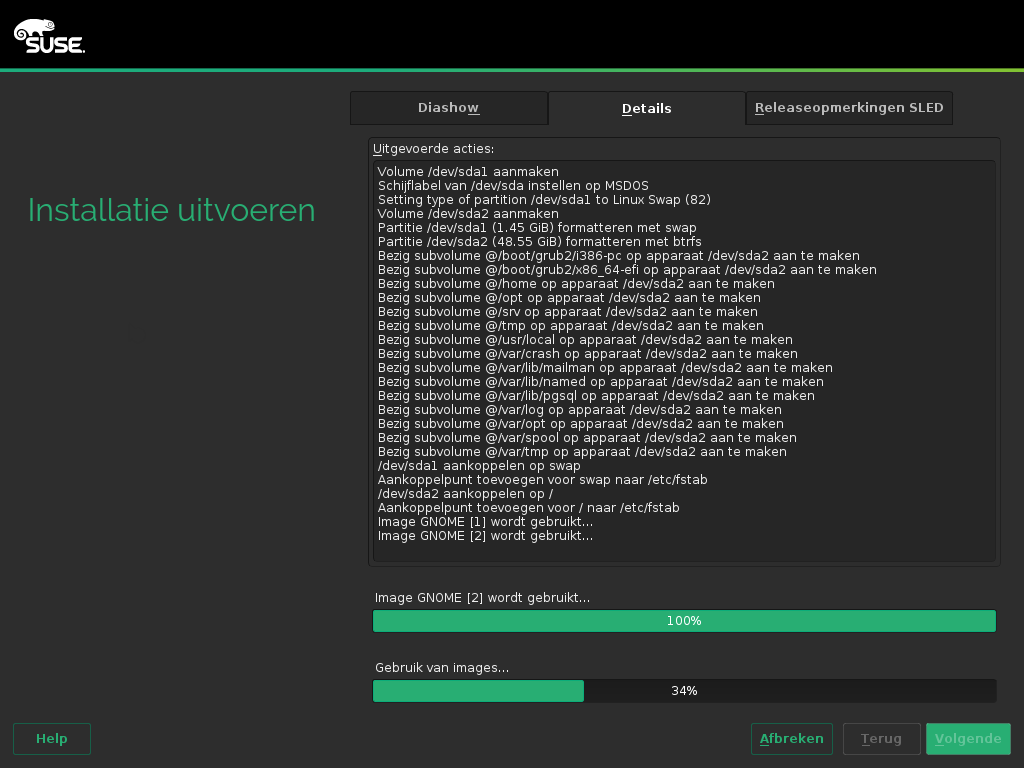 SUSE.
Diashow
Details
Releaseopmerkingen SLED
Installatie uitvoeren
Uitgevoerde acties:
Volume /dev/sda1 aanmaken
Schijflabel van /dev/sda instellen op MSDOS
Setting type of partition /dev/sda1 to Linux Swap (82)
Volume /dev/sda2 aanmaken
Partitie /dev/sda1 (1.45 GiB) formatteren met swap
Partitie /dev/sda2 (48.55 GiB) formatteren met btrfs
Bezig subvolume @/boot/grub2/i386-pc op apparaat /dev/sda2 aan te maken
Bezig subvolume @/boot/grub2/x86_64-efi op apparaat /dev/sda2 aan te maken
Bezig subvolume @/home op apparaat /dev/sda2 aan te maken
Bezig subvolume @/opt op apparaat /dev/sda2 aan te maken
Bezig subvolume @/srv op apparaat /dev/sda2 aan te maken
Bezig subvolume @/tmp op apparaat /dev/sda2 aan te maken
Bezig subvolume @/usr/local op apparaat /dev/sda2 aan te maken
Bezig subvolume @/var/crash op apparaat /dev/sda2 aan te maken
Bezig subvolume @/var/lib/mailman op apparaat /dev/sda2 aan te maken
Bezig subvolume @/var/lib/named op apparaat /dev/sda2 aan te maken
Bezig subvolume @/var/lib/pgsql op apparaat /dev/sda2 aan te maken
Bezig subvolume @/var/log op apparaat /dev/sda2 aan te maken
Bezig subvolume @/var/opt op apparaat /dev/sda2 aan te maken
Bezig subvolume @/var/spool op apparaat /dev/sda2 aan te maken
Bezig subvolume @/var/tmp op apparaat /dev/sda2 aan te maken
/dev/sda1 aankoppelen op swap
Aankoppelpunt toevoegen voor swap naar /etc/fstab
/dev/sda2 aankoppelen op /
Aankoppelpunt toevoegen voor / naar /etc/fstab
Image GNOME [1] wordt gebruikt...
Image GNOME [2] wordt gebruikt...
Image GNOME [2] wordt gebruikt...
100%
Gebruik van images...
34%
Help
Afbreken
Terug
Volgende